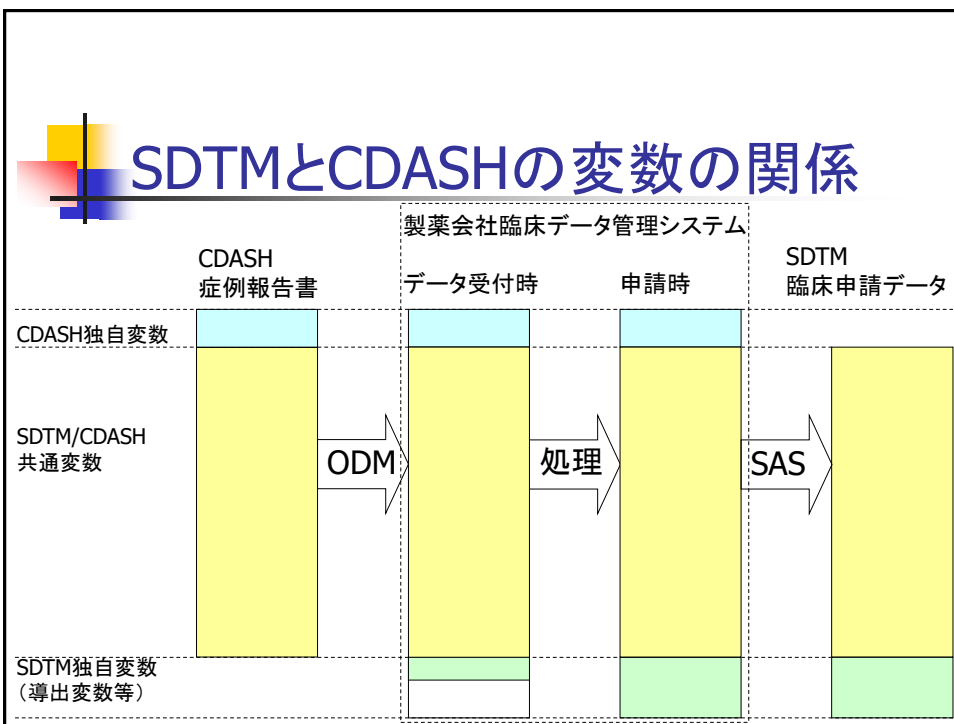 SDTMとCDASHの変数の関係
製薬会社臨床データ管理システム
CDASH
症例報告書
データ受付時
申請時
SDTM
臨床申請データ
CDASH独自変数
SDTM/CDASH
共通変数
ODM
処理
SAS
SDTM独自変数
（導出変数等）